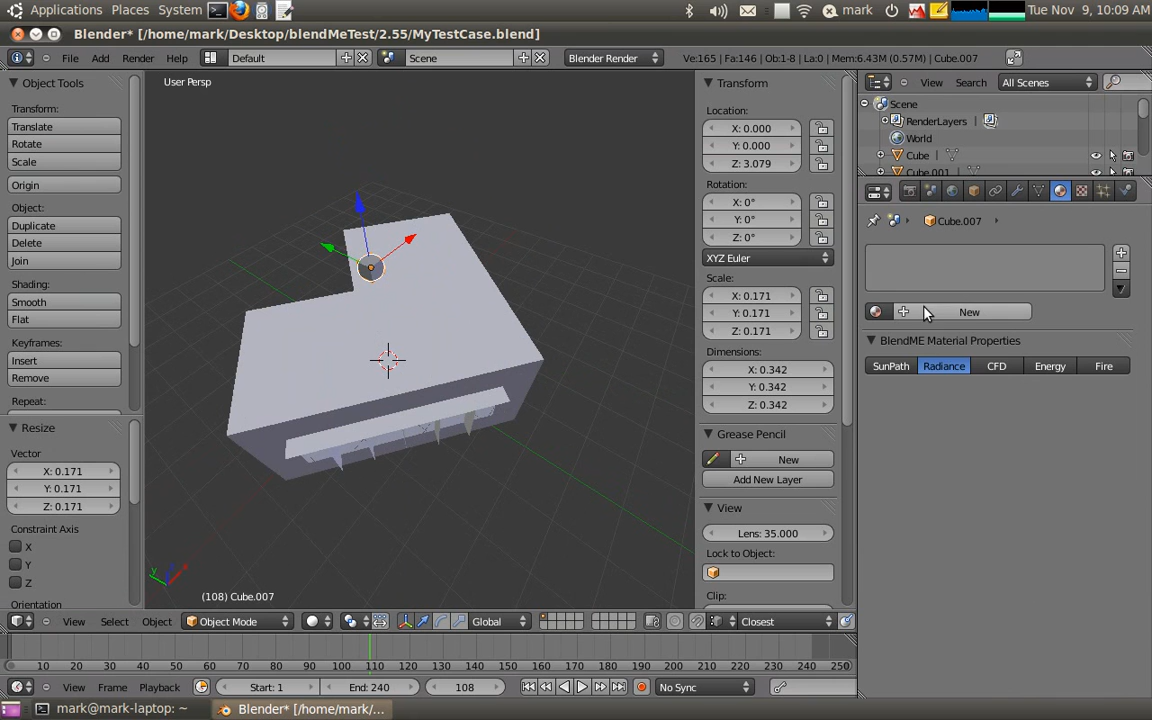 Applications Places System mark Tue Nov 9, 10:09 AM
Blender* [/home/mark/Desktop/blendMeTest/2.55/MyTestCase.blend]
File Add Render Help Default Scene Blender Render Ve:165 | Fa:146 | Ob:1-8 | La:0 | Mem:6.43M (0.57M) | Cube.007
Object Tools
Transform:
Translate
Rotate
Scale
Origin
Object:
Duplicate
Delete
Join
Shading:
Smooth
Flat
Keyframes:
Insert
Remove
Repeat:
Resize
Vector
X: 0.171
Y: 0.171
Z: 0.171
Constraint Axis
X
Y
Z
Orientation
User Persp
y
(108) Cube.007
View Select Object Object Mode Global Closest
Transform
Location:
X: 0.000
Y: 0.000
Z: 3.079
Rotation:
X: 0°
Y: 0°
Z: 0°
XYZ Euler
Scale:
X: 0.171
Y: 0.171
Z: 0.171
Dimensions:
X: 0.342
Y: 0.342
Z: 0.342
Grease Pencil
New
Add New Layer
View
Lens: 35.000
Lock to Object:
Clip:
View Search All Scenes
Scene
RenderLayers
World
Cube
Cube.001
Cube.007
New
BlendME Material Properties
SunPath Radiance CFD Energy Fire
10 20 30 40 50 60 70 80 90 100 110 120 130 140 150 160 170 180 190 200 210 220 230 240 250
View Frame Playback Start: 1 End: 240 108 No Sync
mark@mark-laptop: ~ Blender* [/home/mark/...